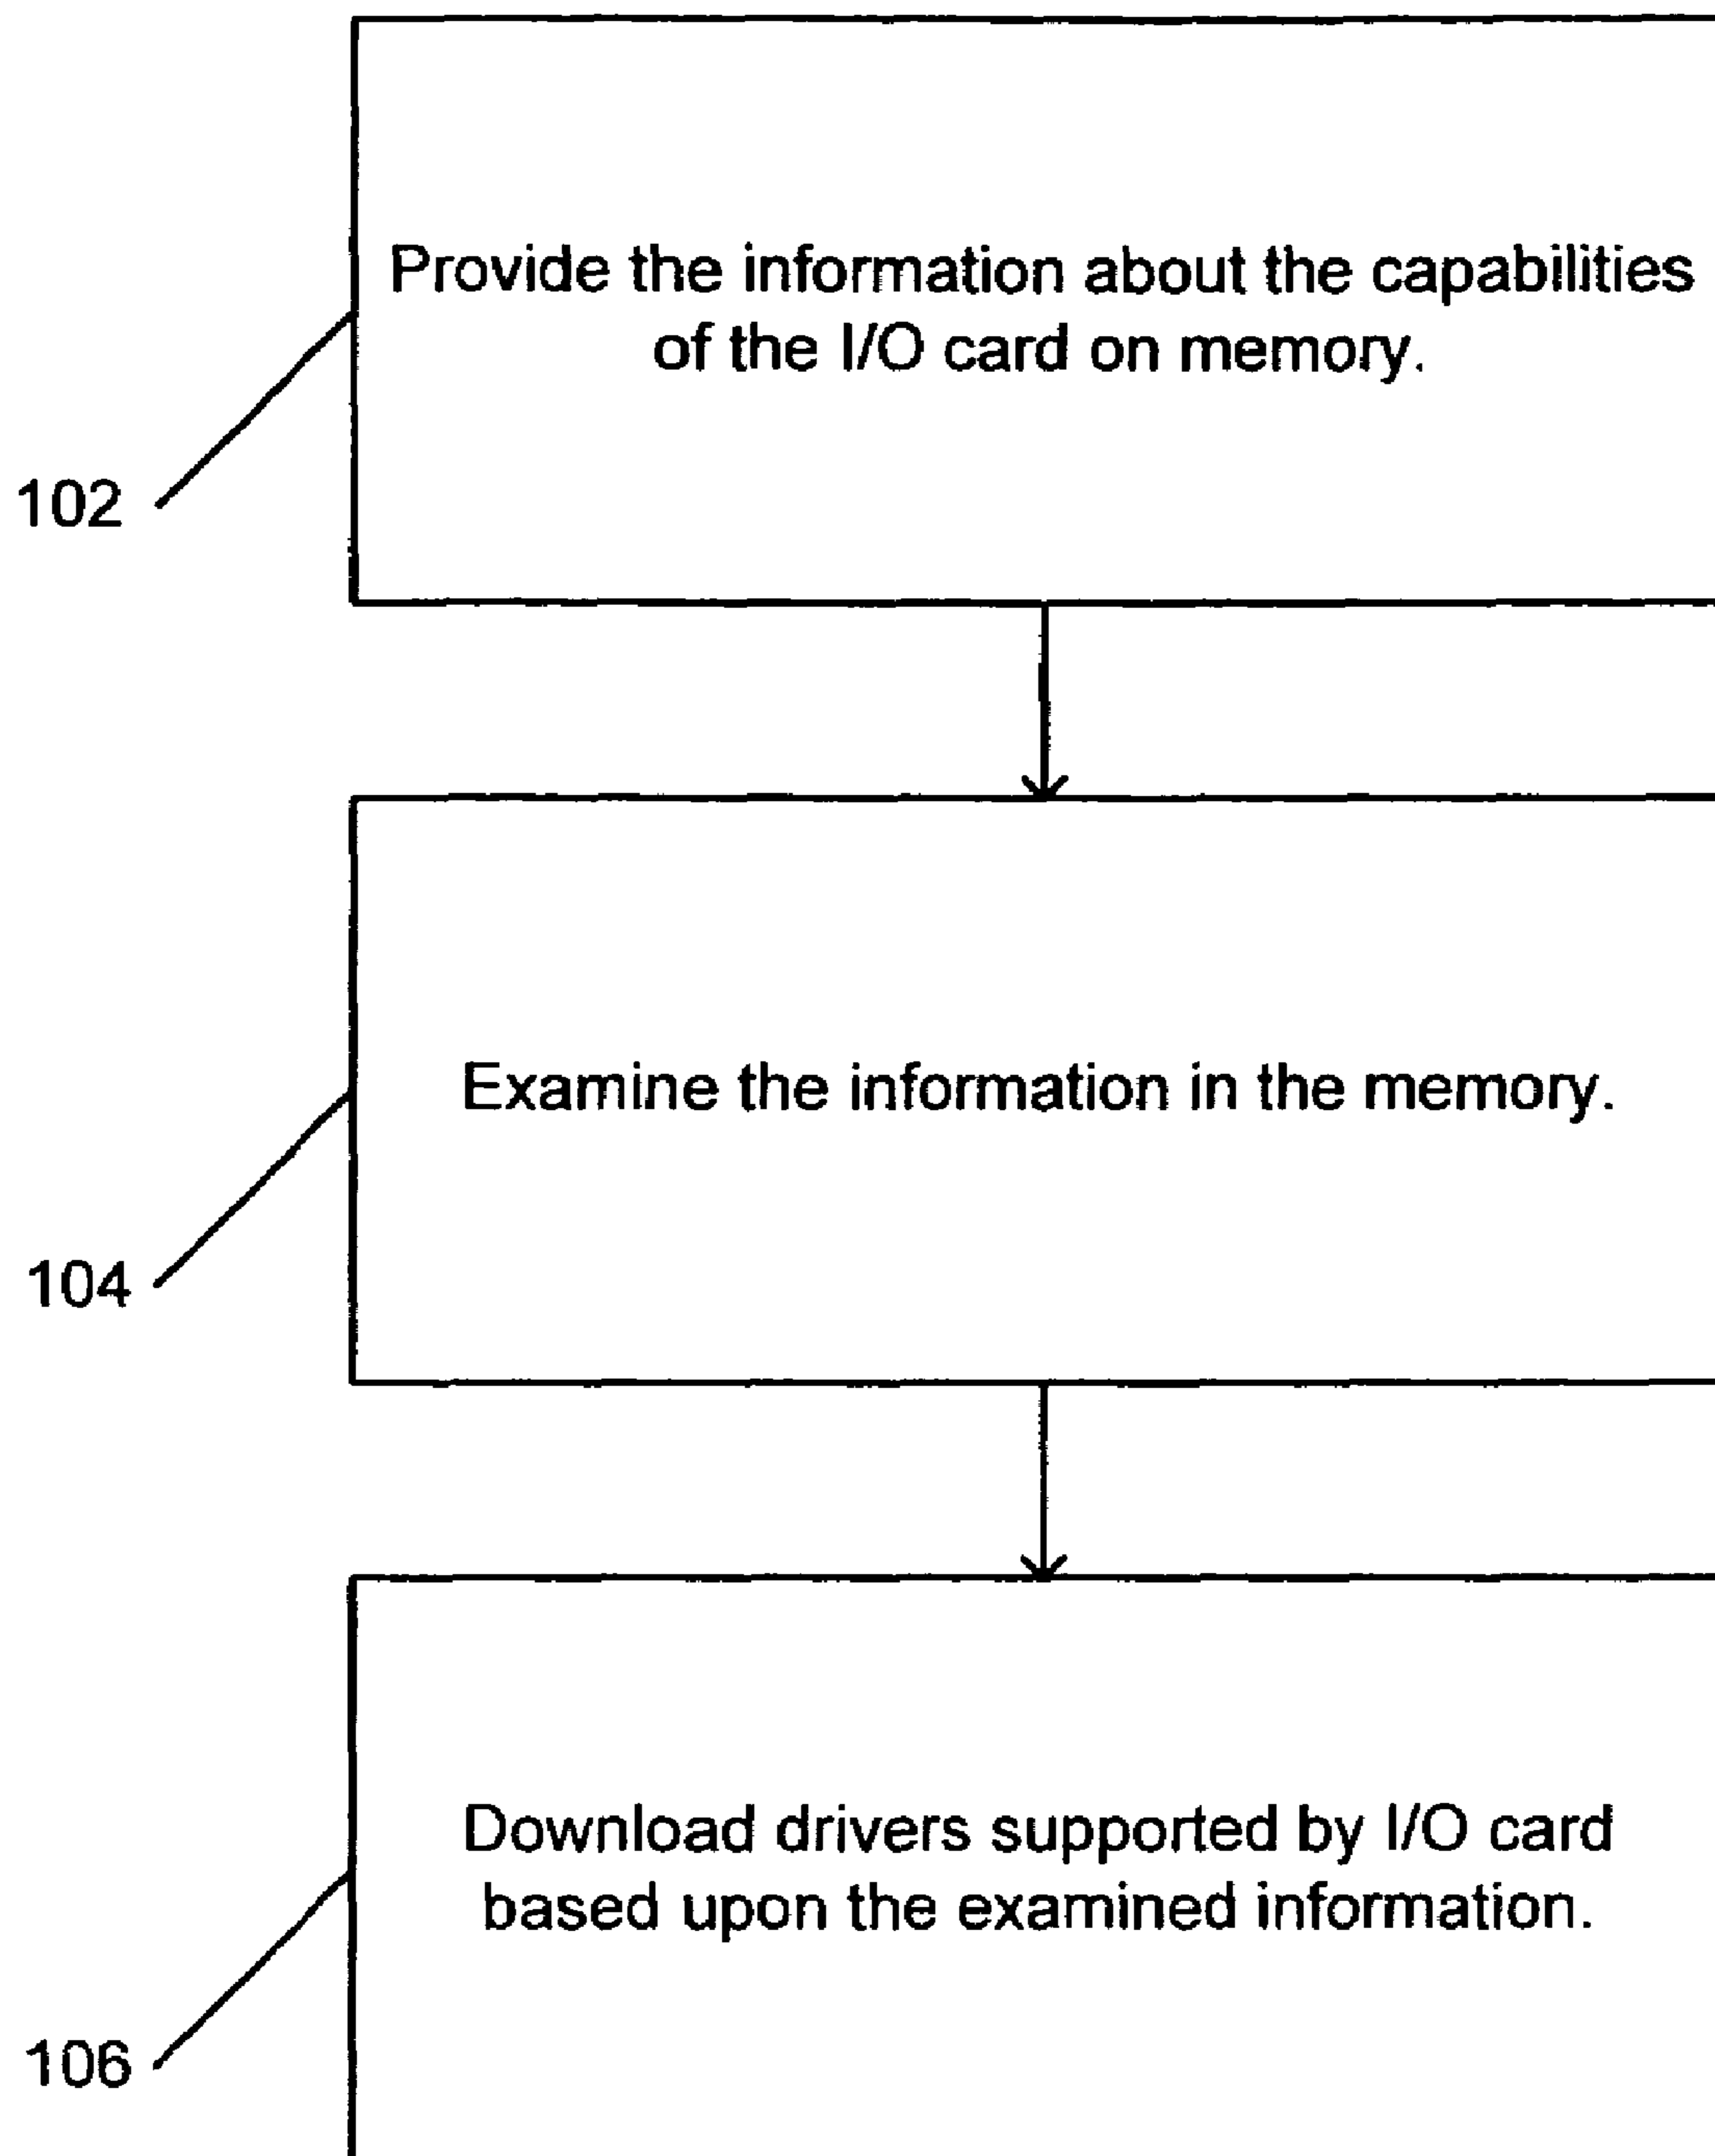 Provide the information about the capabilities
of the I/O card on memory.
102
Examine the information in the memory.
104
Download drivers supported by I/O card
based upon the examined information.
106